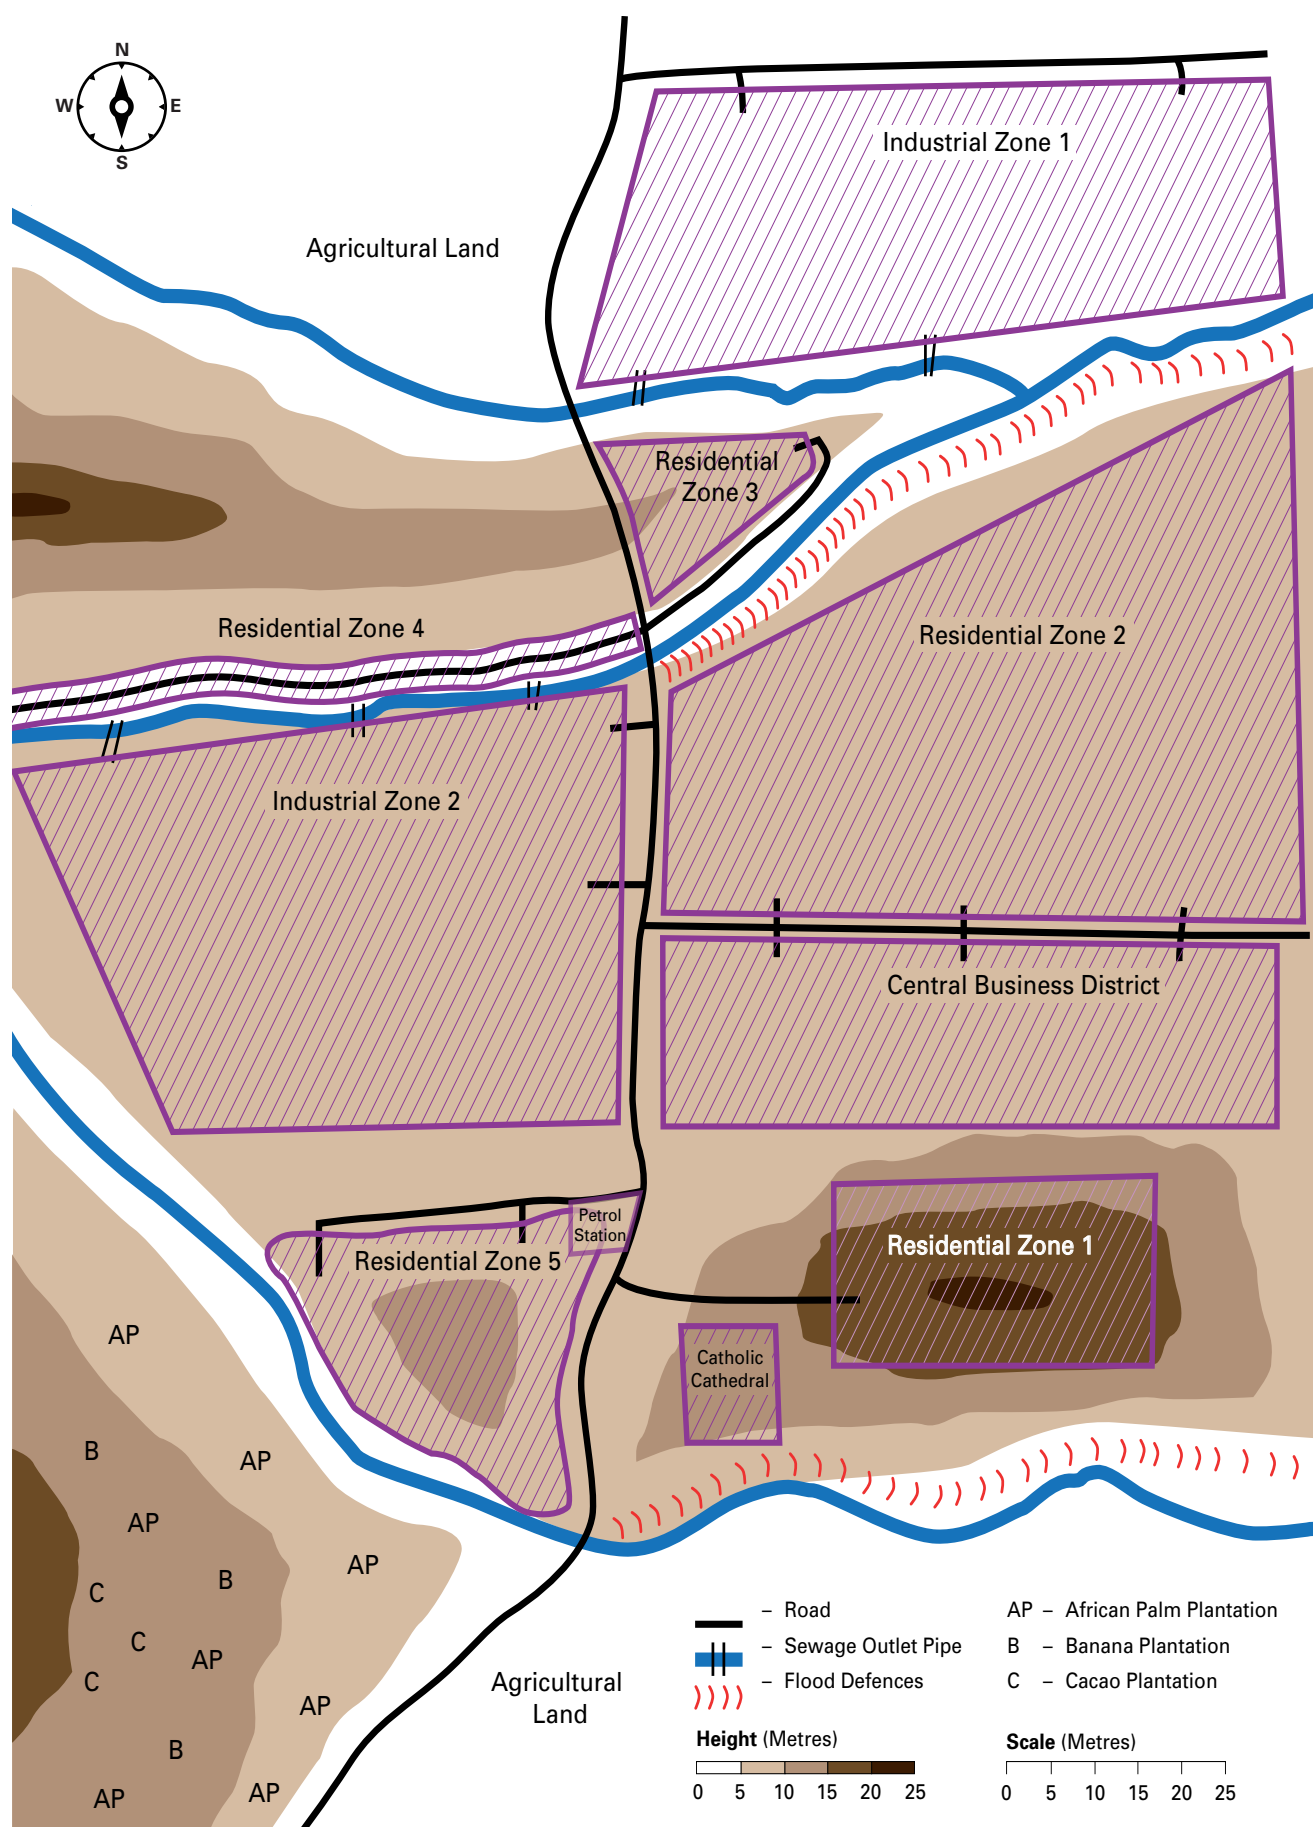 N
W
E
S
Industrial Zone 1
Agricultural Land
Residential
Zone 3
Residential Zone 4
Residential Zone 2
Industrial Zone 2
Central Business District
Petrol
Station
Residential Zone 5
Residential Zone 1
Catholic
Cathedral
AP
B
AP
AP
AP
B
C
C
AP
C
AP
B
AP
AP
Agricultural
Land
– Road
– Sewage Outlet Pipe
– Flood Defences
AP – African Palm Plantation
B – Banana Plantation
C – Cacao Plantation
Height (Metres)
0 5 10 15 20 25
Scale (Metres)
0 5 10 15 20 25